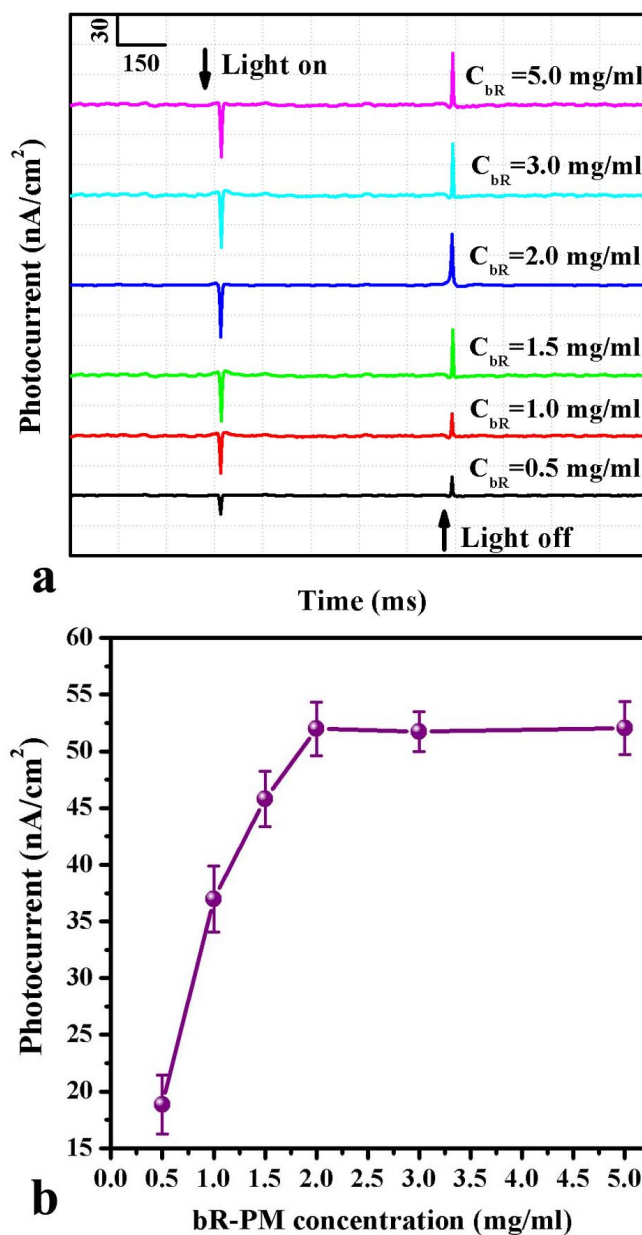 30
150
Light on
C_bR =5.0 mg/ml
C_bR =3.0 mg/ml
C_bR =2.0 mg/ml
C_bR=1.5 mg/ml
C_bR=1.0 mg/ml
C_bR=0.5 mg/ml
Light off
Photocurrent (nA/cm²)
a
Time (ms)
60
55
50
45
40
35
30
25
20
15
Photocurrent (nA/cm²)
0.0 0.5 1.0 1.5 2.0 2.5 3.0 3.5 4.0 4.5 5.0
b
bR-PM concentration (mg/ml)